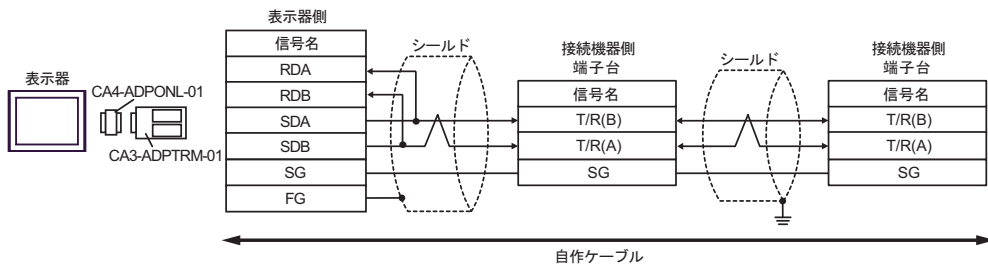 表示器
CA4-ADPONL-01
CA3-ADPTRM-01
表示器側
信号名
RDA
RDB
SDA
SDB
SG
FG
シールド
接続機器側
端子台
信号名
T/R(B)
T/R(A)
SG
シールド
接続機器側
端子台
信号名
T/R(B)
T/R(A)
SG
自作ケーブル